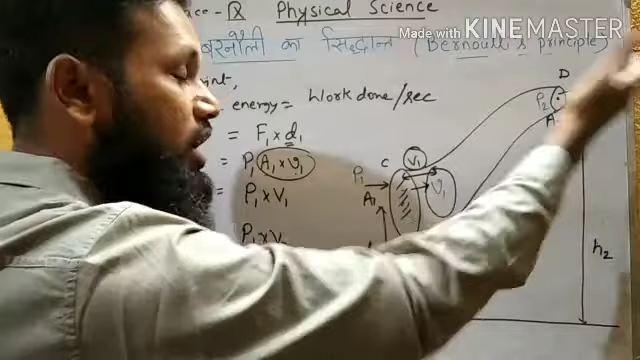 Physical Science
Made with KINEMASTER
बरनौली का सिद्धान्त (Bernoulli's principle)
energy = Work done/sec
= F₁ × d₁
= P₁ (A₁ × v₁)
= P₁ × V₁
P₁ × V₁
D
P₂
A
C
V₁
P₁
A₁
υ₁
h₂